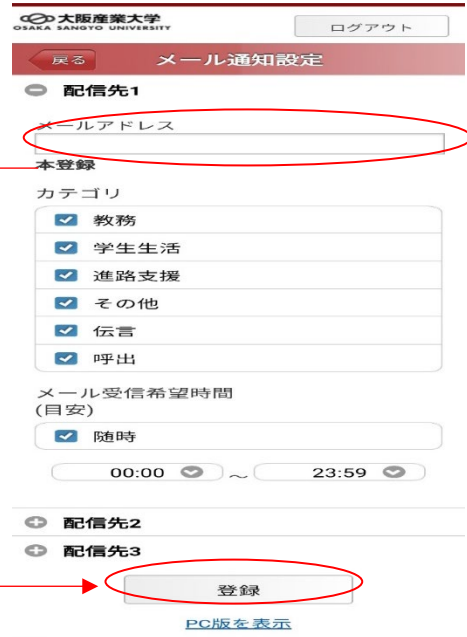 大阪産業大学
OSAKA SANGYO UNIVERSITY
ログアウト
戻る
メール通知設定
配信先1
メールアドレス
本登録
カテゴリ
教務
学生生活
進路支援
その他
伝言
呼出
メール受信希望時間
(目安)
随時
00:00 ～ 23:59
配信先2
配信先3
登録
PC版を表示